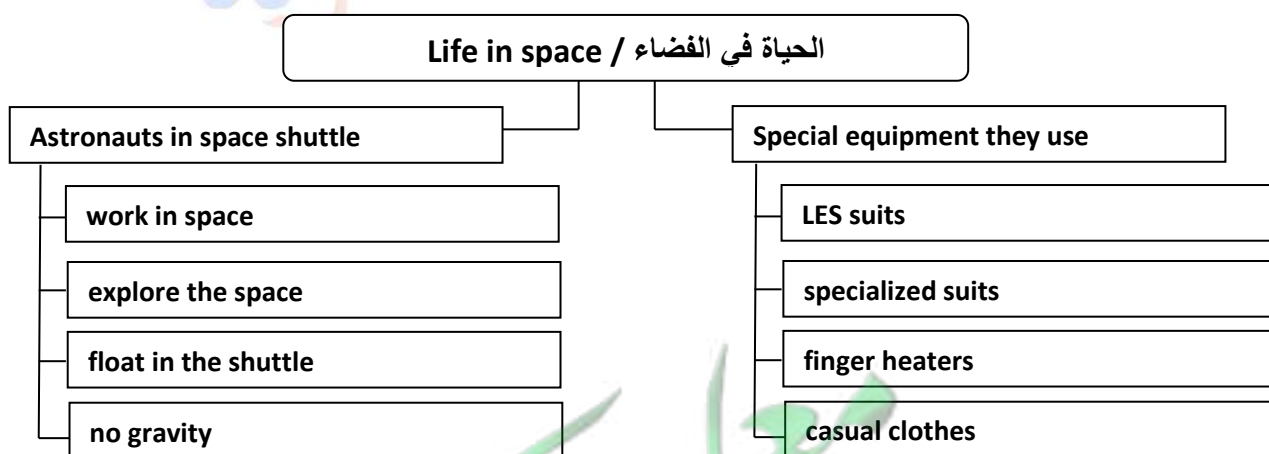 Life in space / الحياة في الفضاء
Astronauts in space shuttle
work in space
explore the space
float in the shuttle
no gravity
Special equipment they use
LES suits
specialized suits
finger heaters
casual clothes